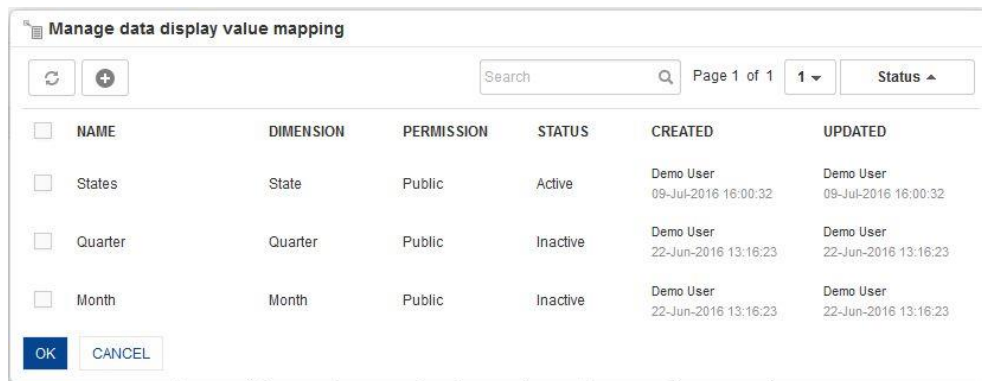 Manage data display value mapping
Search Page 1 of 1 1 Status
NAME DIMENSION PERMISSION STATUS CREATED UPDATED
States State Public Active Demo User Demo User
09-Jul-2016 16:00:32 09-Jul-2016 16:00:32
Quarter Quarter Public Inactive Demo User Demo User
22-Jun-2016 13:16:23 22-Jun-2016 13:16:23
Month Month Public Inactive Demo User Demo User
22-Jun-2016 13:16:23 22-Jun-2016 13:16:23
OK CANCEL